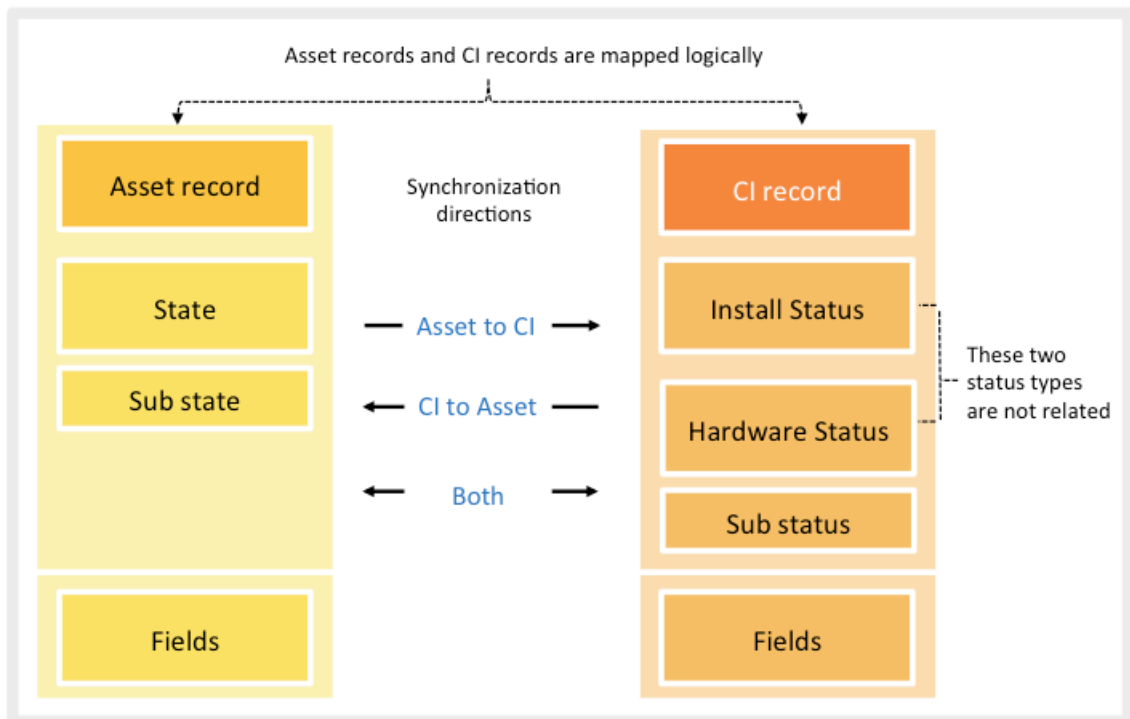 Asset records and CI records are mapped logically
Asset record
Synchronization
directions
CI record
State
Install Status
Asset to CI
These two
status types
are not related
Sub state
CI to Asset
Hardware Status
Both
Sub status
Fields
Fields